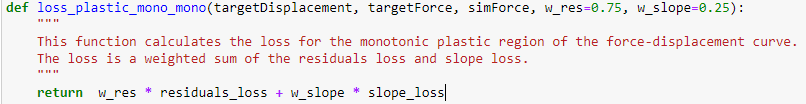 def loss_plastic_mono_mono(targetDisplacement, targetForce, simForce, w_res=0.75, w_slope=0.25):
    """
    This function calculates the loss for the monotonic plastic region of the force-displacement curve.
    The loss is a weighted sum of the residuals loss and slope loss.
    """
    return  w_res * residuals_loss + w_slope * slope_loss